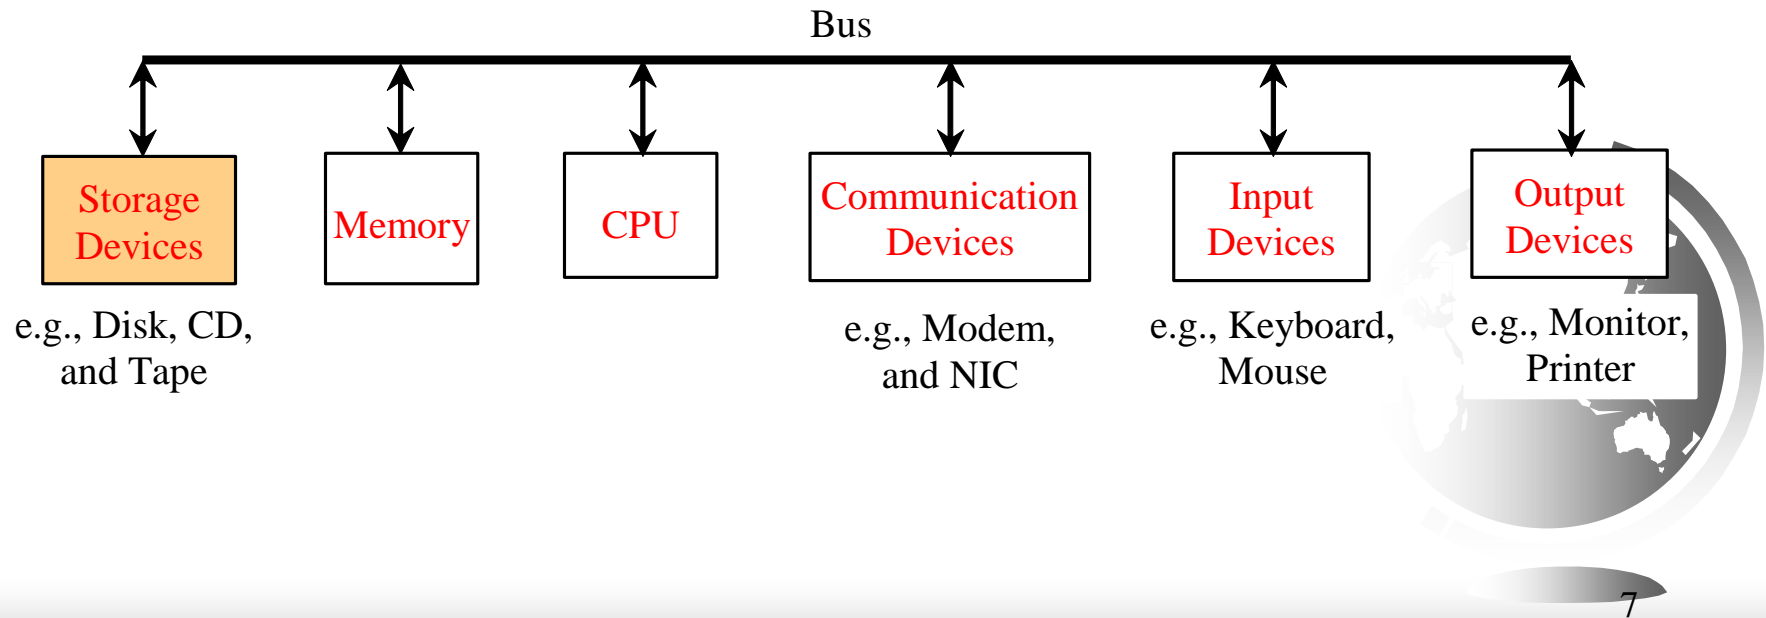 Bus
Storage
Devices
Memory
CPU
Communication
Devices
Input
Devices
Output
Devices
e.g., Disk, CD,
and Tape
e.g., Modem,
and NIC
e.g., Keyboard,
Mouse
e.g., Monitor,
Printer
7